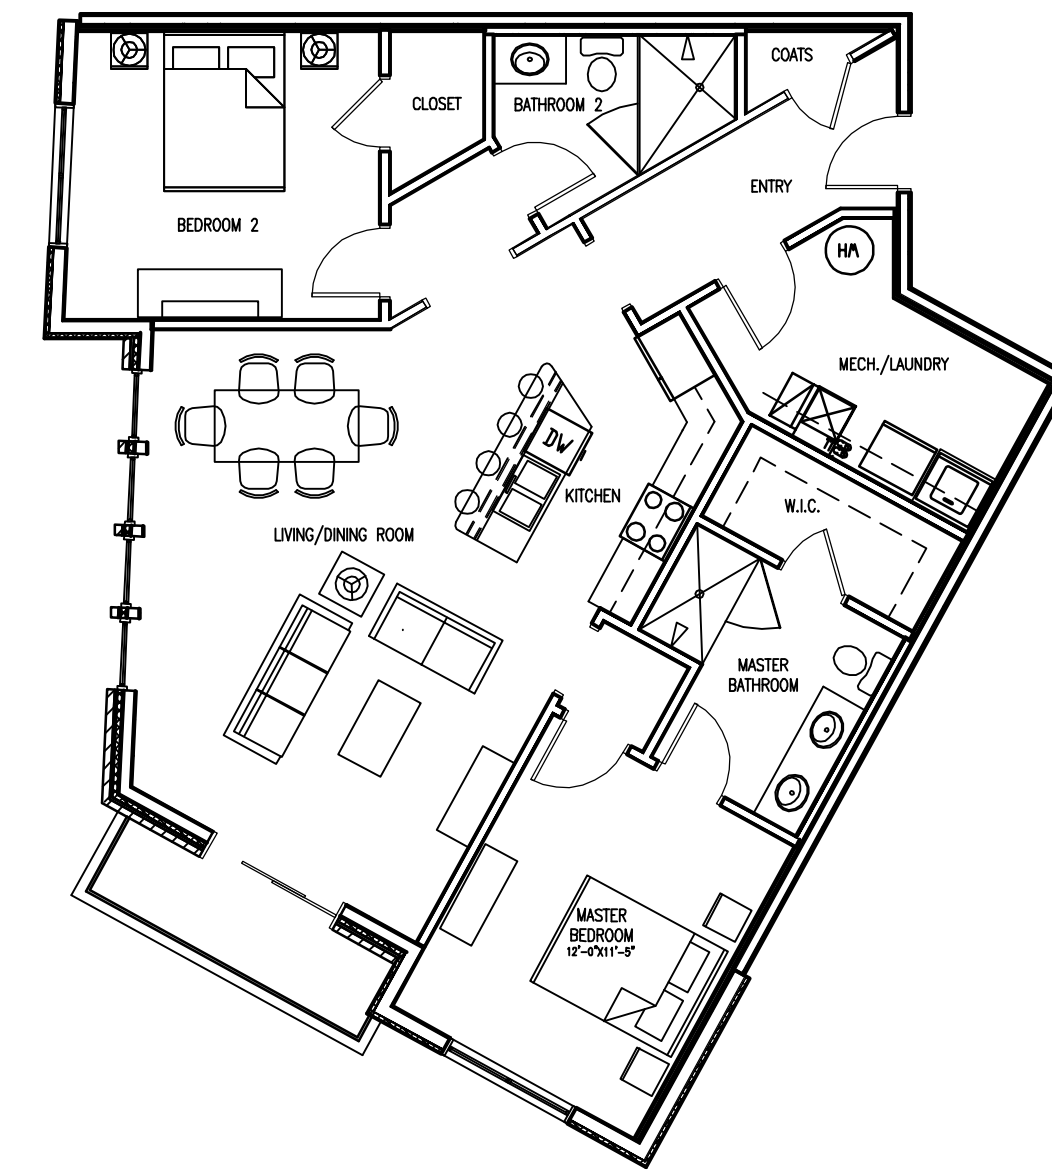 COATS
CLOSET
BATHROOM 2
ENTRY
BEDROOM 2
MECH./LAUNDRY
DW
KITCHEN
W.I.C.
LIVING/DINING ROOM
MASTER
BATHROOM
MASTER
BEDROOM
12'-0"X11'-5"